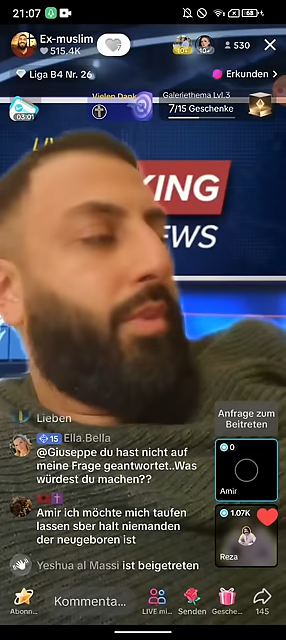 21:07
Ex-muslim
515.4K
10+
10+
530
Liga B4 Nr. 26
Erkunden >
03:01
Vielen Dank
Galeriethema Lvl.3
7/15 Geschenke
KING
EWS
Lieben
15 Ella.Bella
@Giuseppe du hast nicht auf
meine Frage geantwortet..Was
würdest du machen??
Amir ich möchte mich taufen
lassen sber halt niemanden
der neugeboren ist
Yeshua al Massi ist beigetreten
Anfrage zum
Beitreten
0
Amir
1.07K
Reza
Abonn...
Kommenta...
LIVE mi...
Senden
Gesche...
145